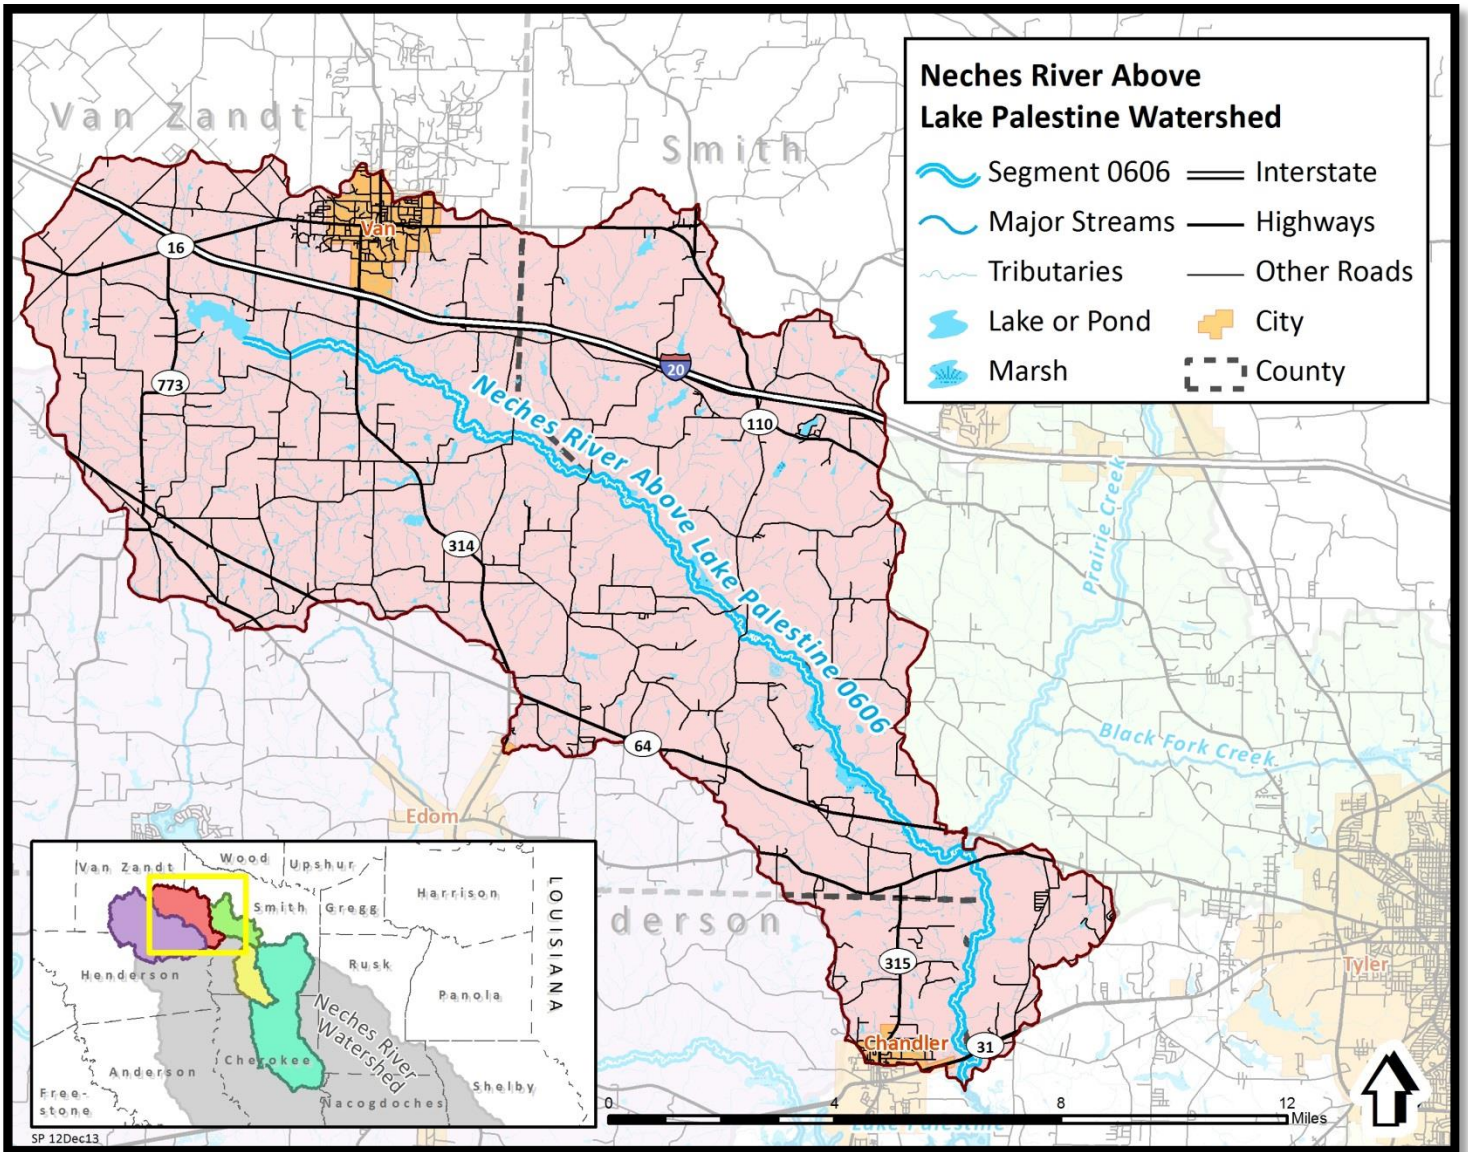 Van Zandt
Smith
Neches River Above
Lake Palestine Watershed
Segment 0606
Interstate
Major Streams
Highways
Tributaries
Other Roads
Lake or Pond
City
Marsh
County
Van
16
773
20
110
Neches River Above Lake Palestine 0606
314
Prairie Creek
64
Black Fork Creek
Edom
derson
315
Tyler
Chandler
31
Lake Palestine
0
4
8
12
Miles
Van Zandt
Wood
Upshur
Harrison
Smith
Gregg
LOUISIANA
Henderson
Rusk
Panola
Neches River
Watershed
Cherokee
Anderson
Shelby
Free-
stone
Nacogdoches
SP 12Dec13